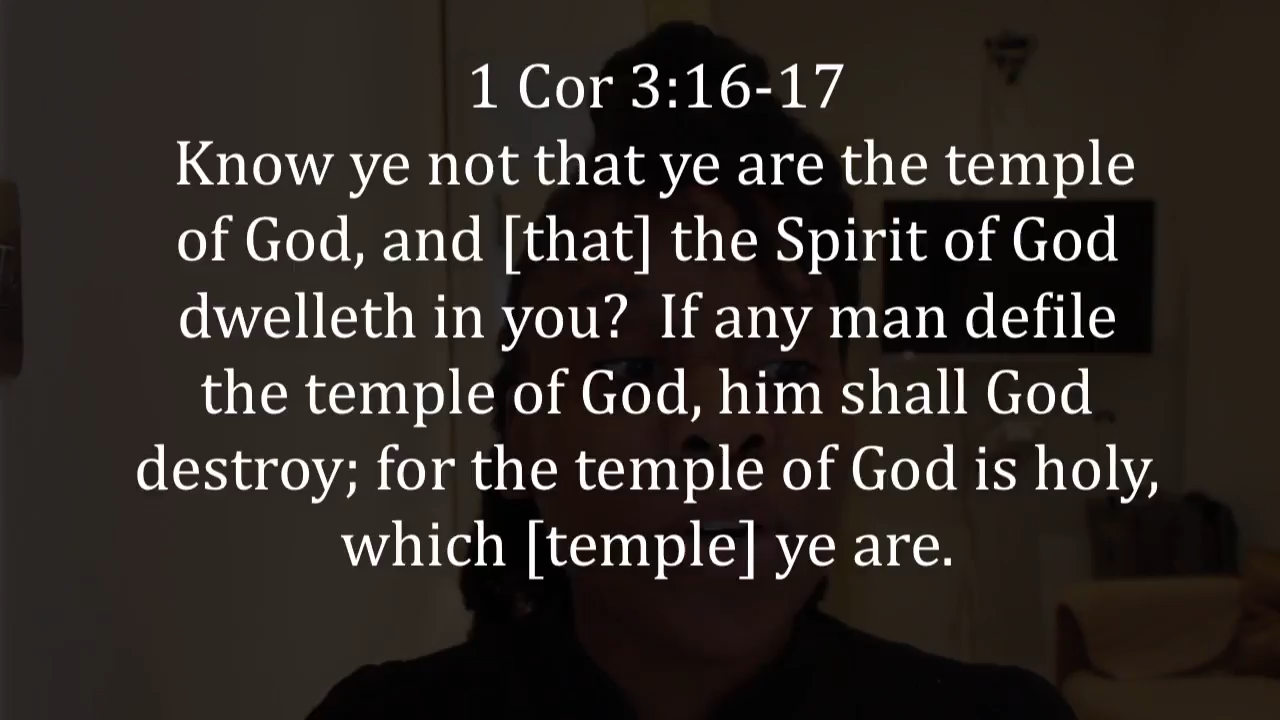 1 Cor 3:16-17
Know ye not that ye are the temple
of God, and [that] the Spirit of God
dwelleth in you?  If any man defile
the temple of God, him shall God
destroy; for the temple of God is holy,
which [temple] ye are.